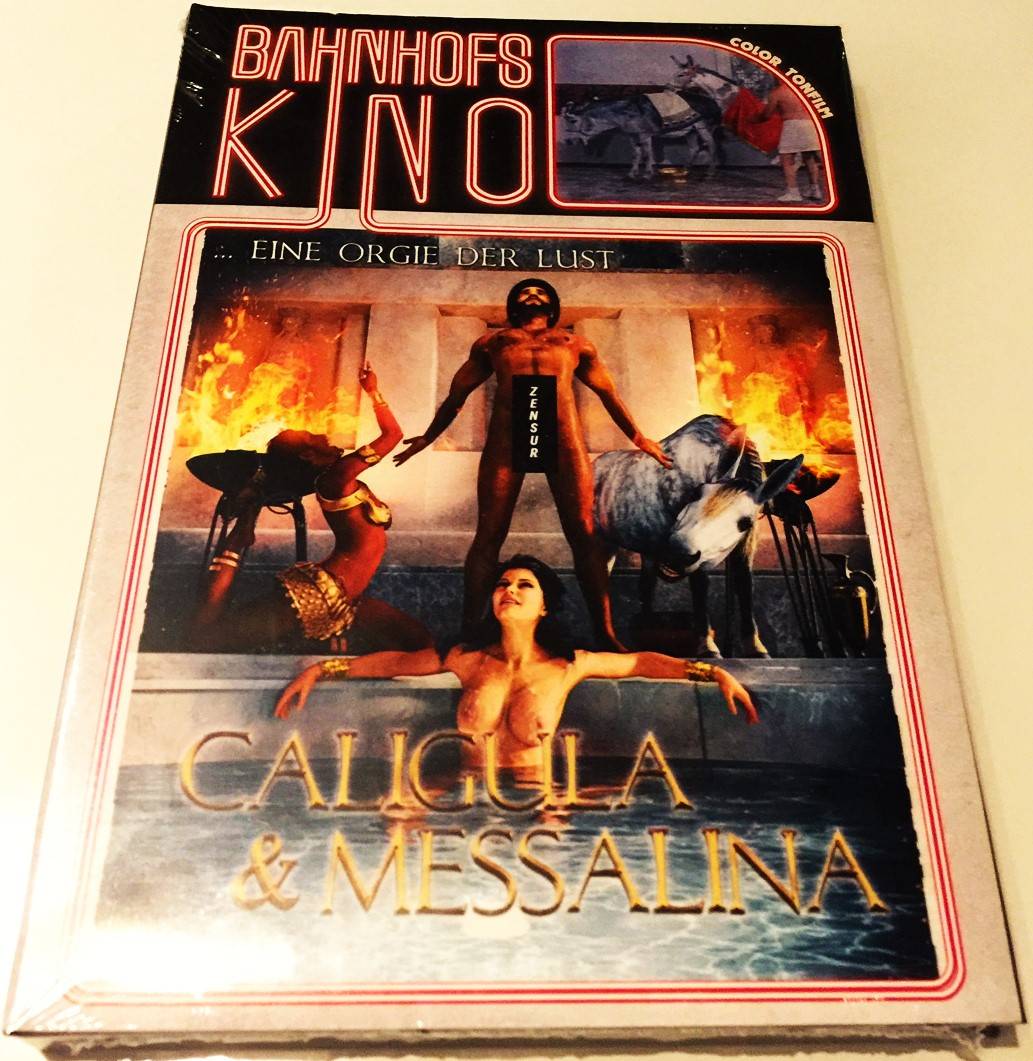 BAHNHOFS
KINO
COLOR TONFILM
... EINE ORGIE DER LUST
ZENSUR
CALIGULA
& MESSALINA